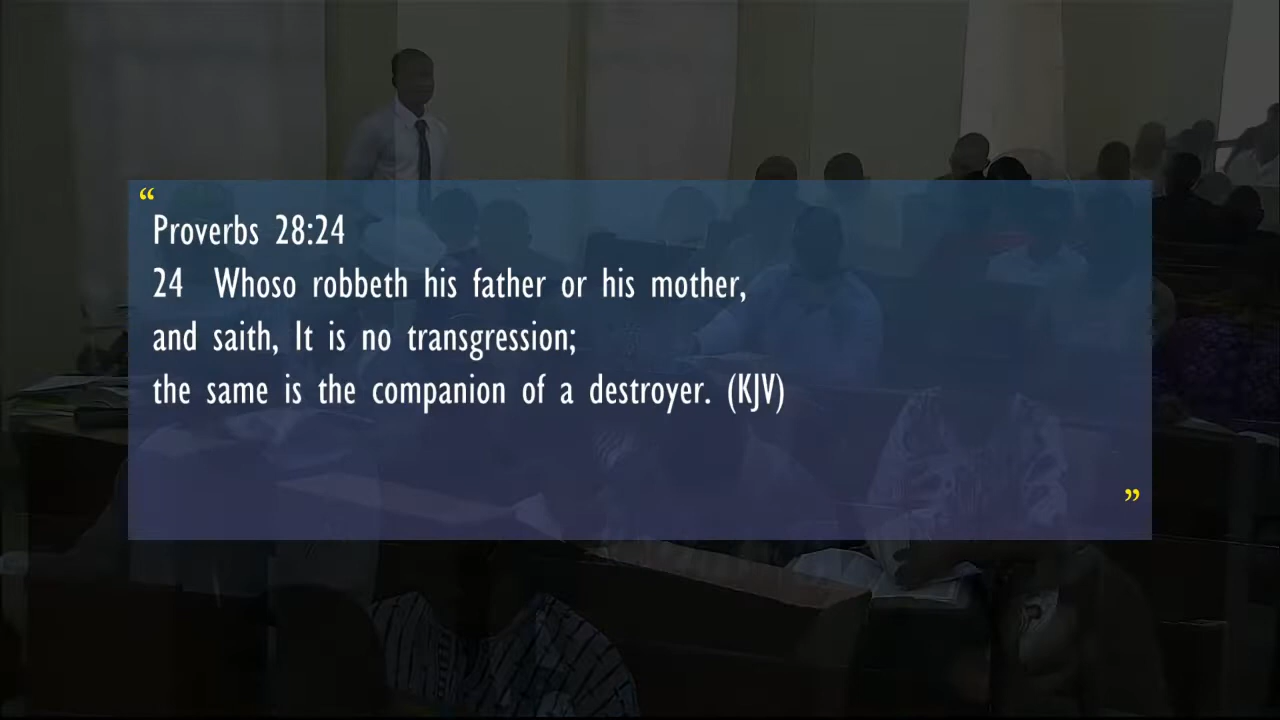 “
Proverbs 28:24
24 Whoso robbeth his father or his mother,
and saith, It is no transgression;
the same is the companion of a destroyer. (KJV)
”